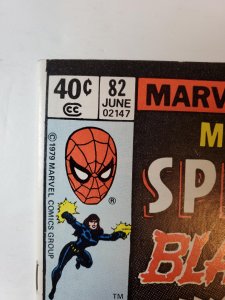 40¢
CC
82
JUNE
02147
MARV
M
SP
BLA
© 1979 MARVEL COMICS GROUP
®
TM